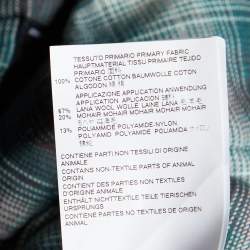 TESSUTO PRIMARIO PRIMARY FABRIC
HAUPTMATERIAL TISSU PRIMAIRE TEJIDO
PRIMARIO
100% COTONE COTTON BAUMWOLLE COTON
ALGODON
APPLICAZIONE APPLICATION ANWENDUNG
67% LANA WOOL WOLLE LAINE LANA
20% MOHAIR MOHAIR MOHAIR MOHAIR MOHAIR
13% POLIAMMIDE POLYAMIDE-NYLON
POLYAMID POLYAMIDE POLIAMIDA
CONTIENE PARTI NON TESSILI DI ORIGINE
ANIMALE
CONTAINS NON-TEXTILE PARTS OF ANIMAL
ORIGIN
CONTIENT DES PARTIES NON TEXTILES
D'ORIGINE ANIMALE
ENTHÄLT NICHTTEXTILE TEILE TIERISCHEN
URSPRUNGS
CONTIENE PARTES NO TEXTILES DE ORIGEN
ANIMAL